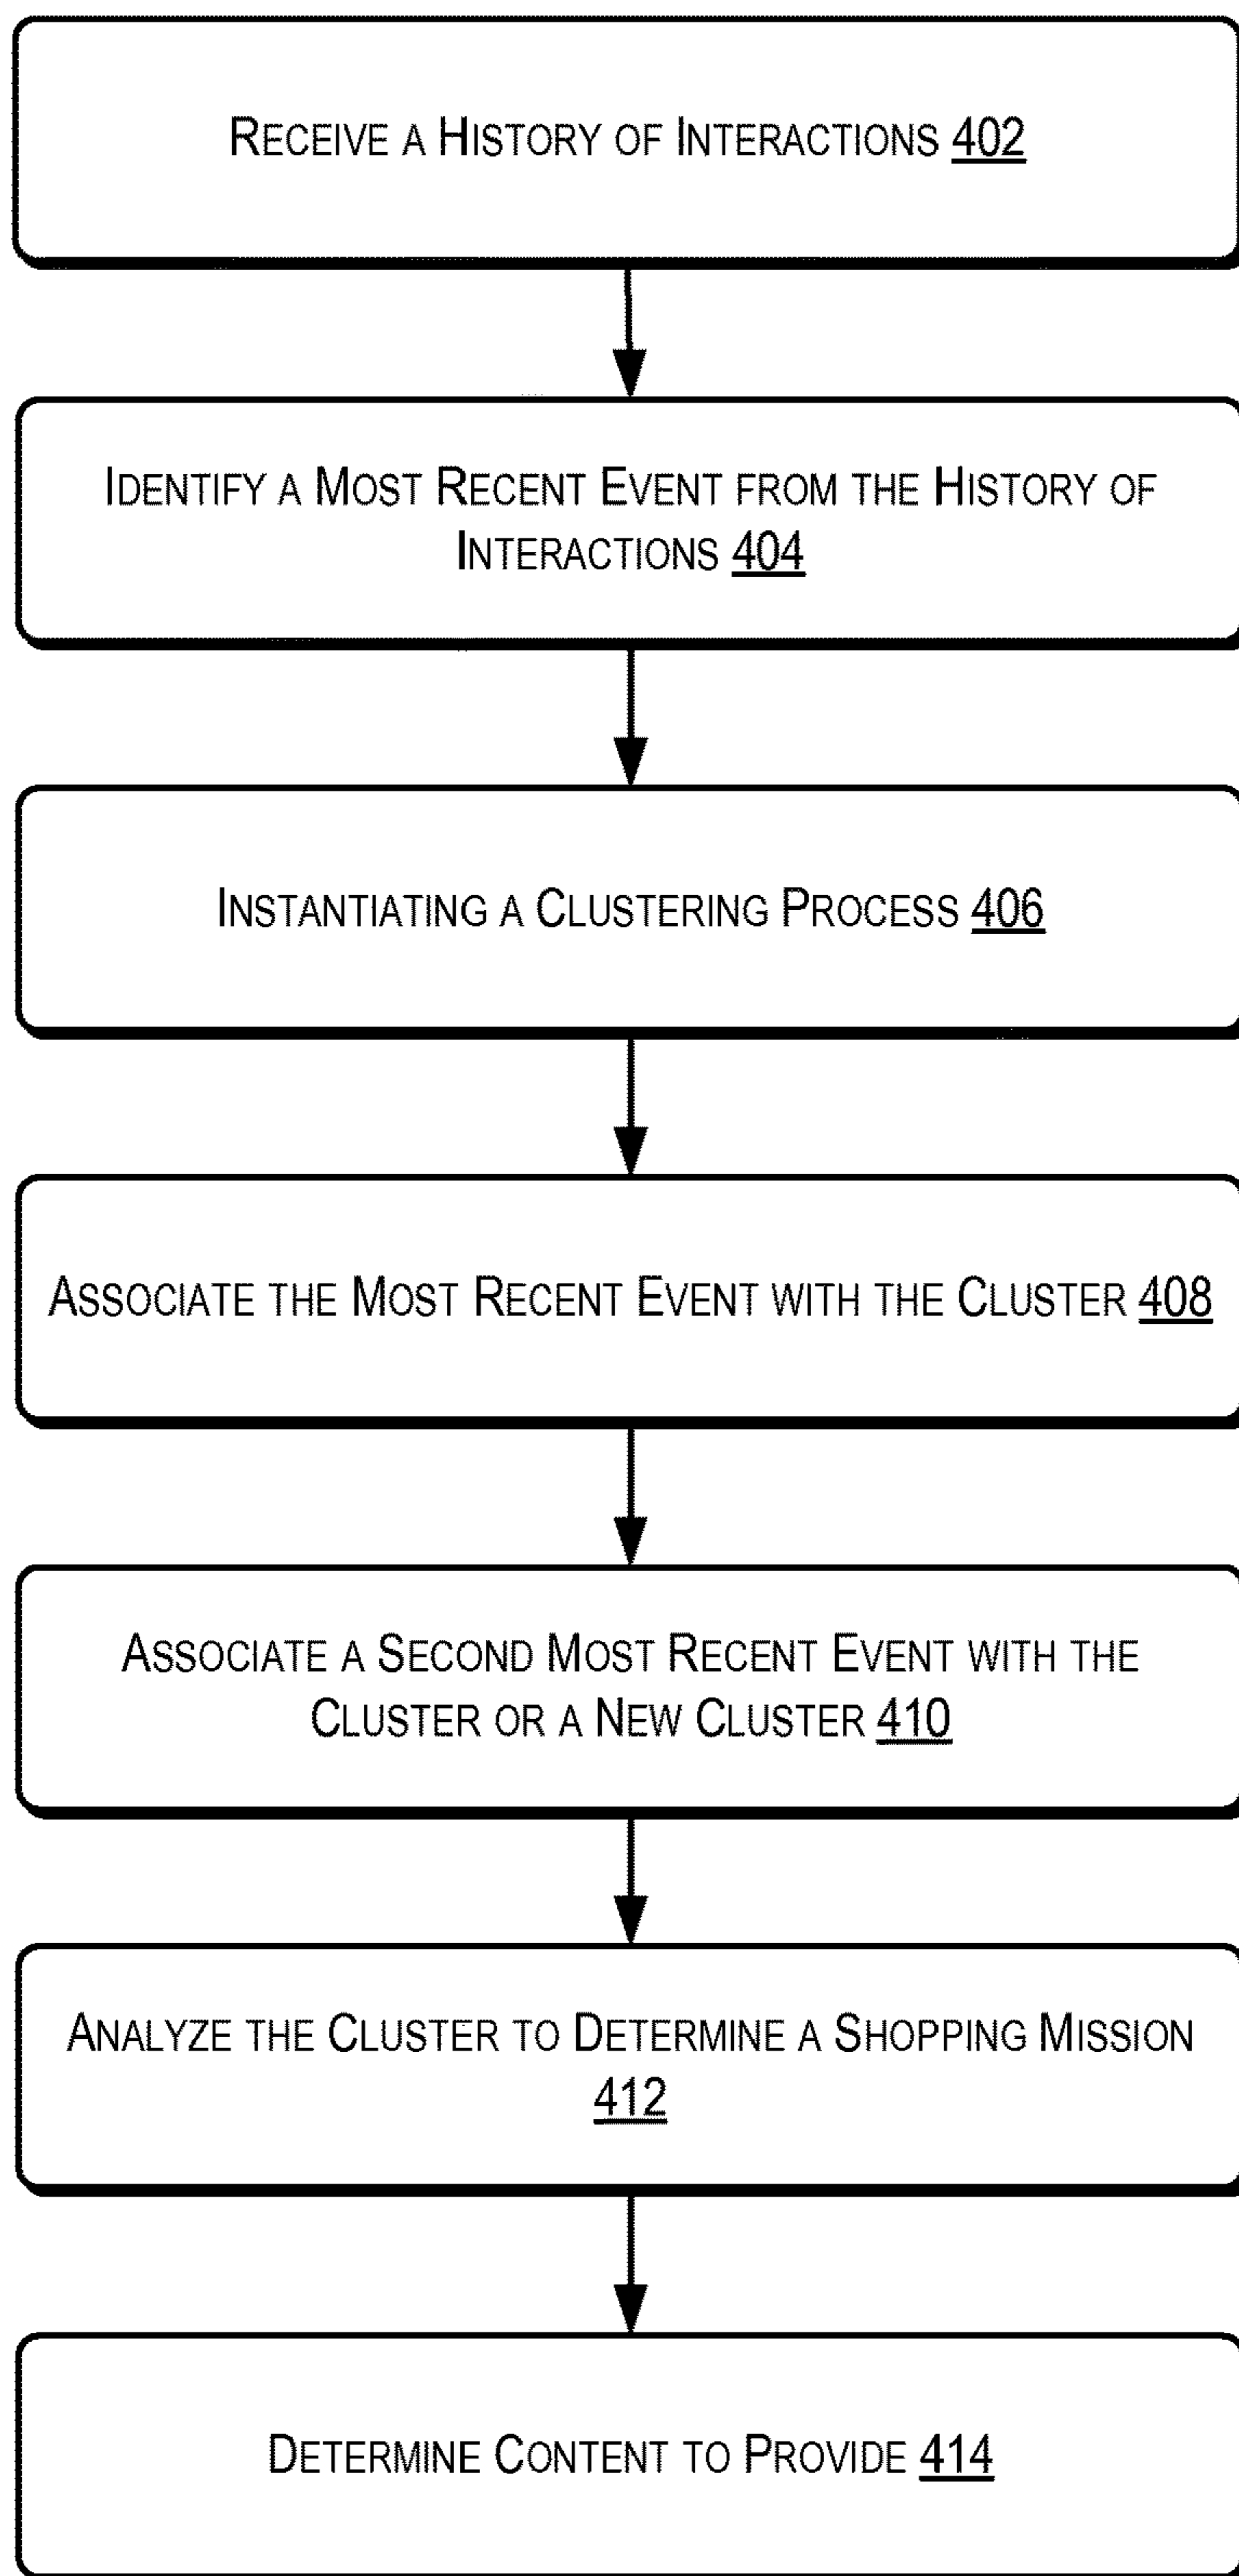 RECEIVE A HISTORY OF INTERACTIONS 402
IDENTIFY A MOST RECENT EVENT FROM THE HISTORY OF
INTERACTIONS 404
INSTANTIATING A CLUSTERING PROCESS 406
ASSOCIATE THE MOST RECENT EVENT WITH THE CLUSTER 408
ASSOCIATE A SECOND MOST RECENT EVENT WITH THE
CLUSTER OR A NEW CLUSTER 410
ANALYZE THE CLUSTER TO DETERMINE A SHOPPING MISSION
412
DETERMINE CONTENT TO PROVIDE 414